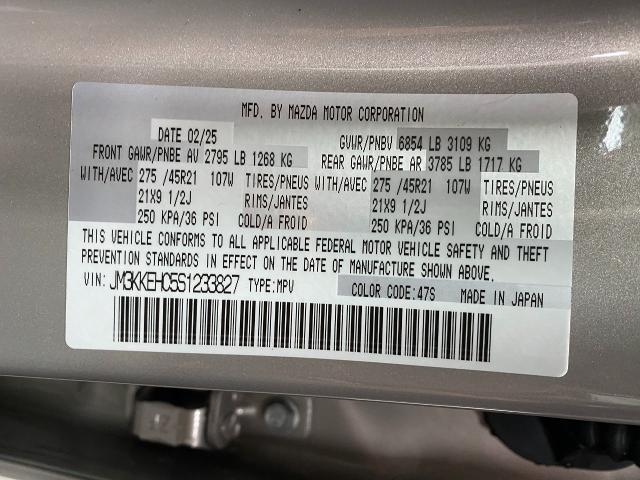 MFD. BY MAZDA MOTOR CORPORATION
DATE 02/25 GVWR/PNBV 6854 LB 3109 KG
FRONT GAWR/PNBE AV 2795 LB 1268 KG REAR GAWR/PNBE AR 3785 LB 1717 KG
WITH/AVEC 275 /45R21 107W TIRES/PNEUS WITH/AVEC 275 /45R21 107W TIRES/PNEUS
21X9 1/2J RIMS/JANTES 21X9 1/2J RIMS/JANTES
250 KPA/36 PSI COLD/A FROID 250 KPA/36 PSI COLD/A FROID
THIS VEHICLE CONFORMS TO ALL APPLICABLE FEDERAL MOTOR VEHICLE SAFETY AND THEFT
PREVENTION STANDARDS IN EFFECT ON THE DATE OF MANUFACTURE SHOWN ABOVE.
VIN: JM3KKEHC5S1233827 TYPE:MPV COLOR CODE:47S MADE IN JAPAN